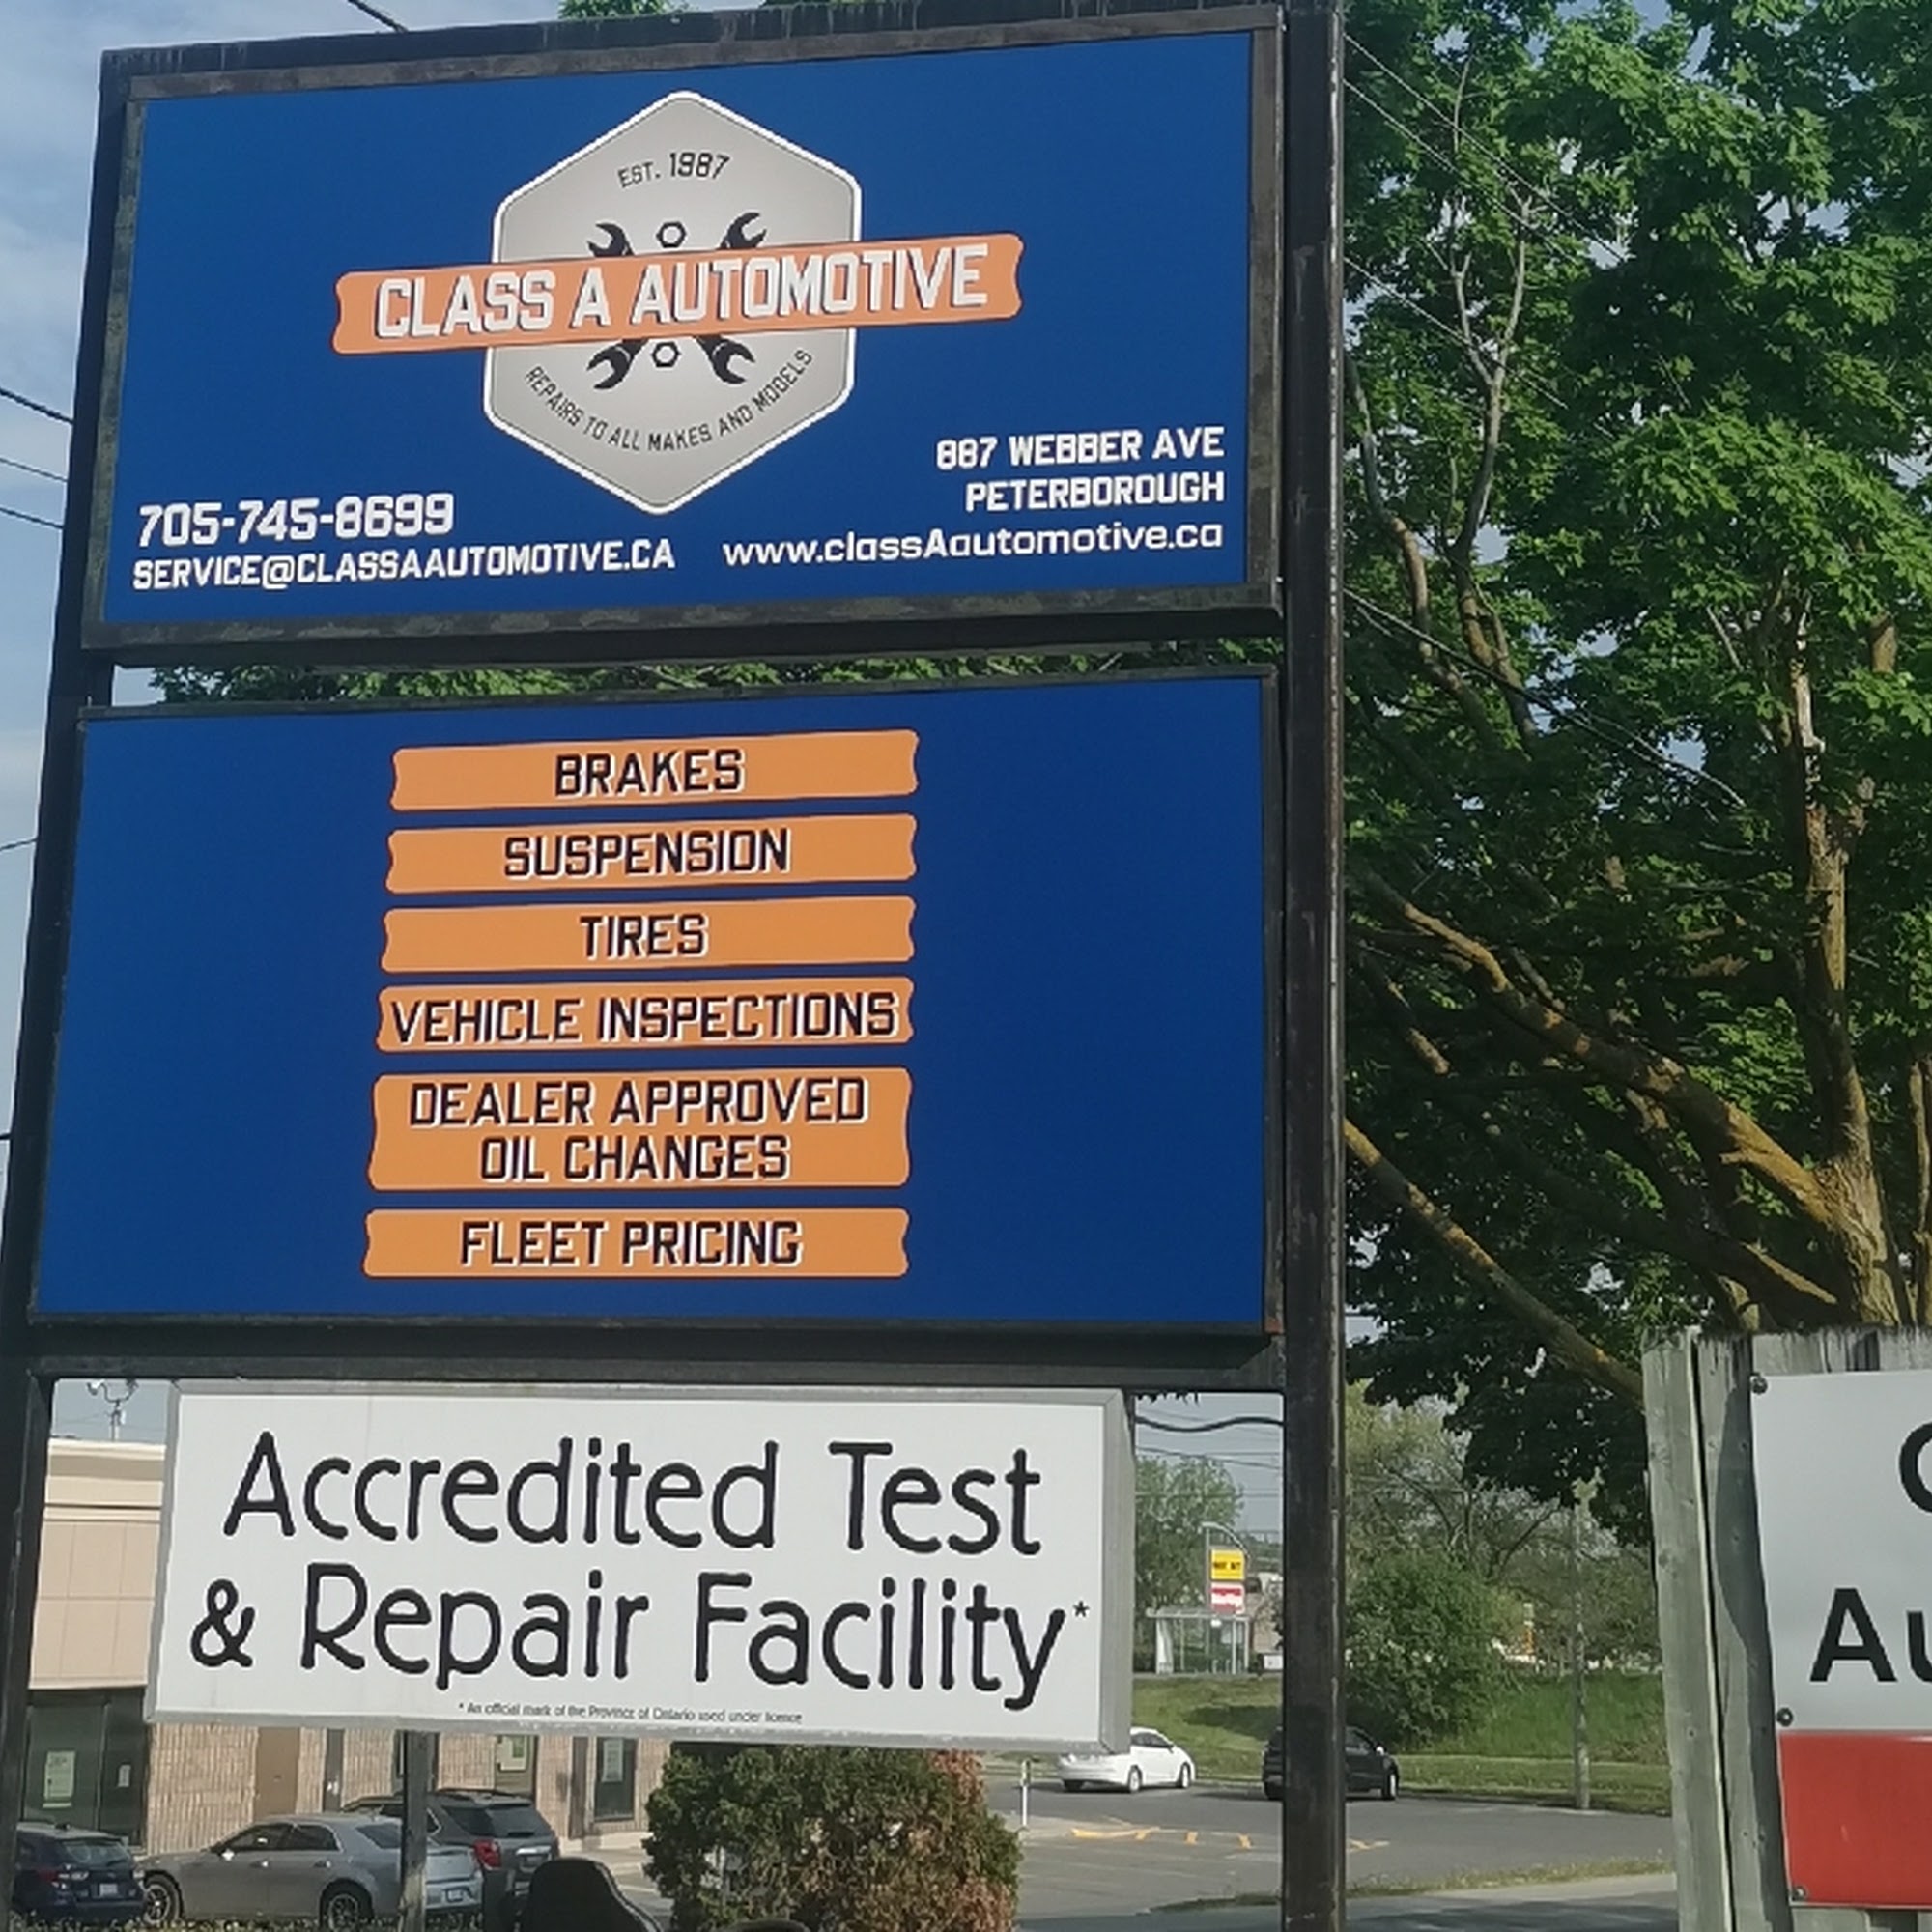 EST. 1987
CLASS A AUTOMOTIVE
REPAIRS TO ALL MAKES AND MODELS
887 WEBBER AVE
PETERBOROUGH
705-745-8699
SERVICE@CLASSAAUTOMOTIVE.CA
www.classAautomotive.ca
BRAKES
SUSPENSION
TIRES
VEHICLE INSPECTIONS
DEALER APPROVED
OIL CHANGES
FLEET PRICING
Accredited Test
& Repair Facility*
* An official mark of the Province of Ontario used under licence